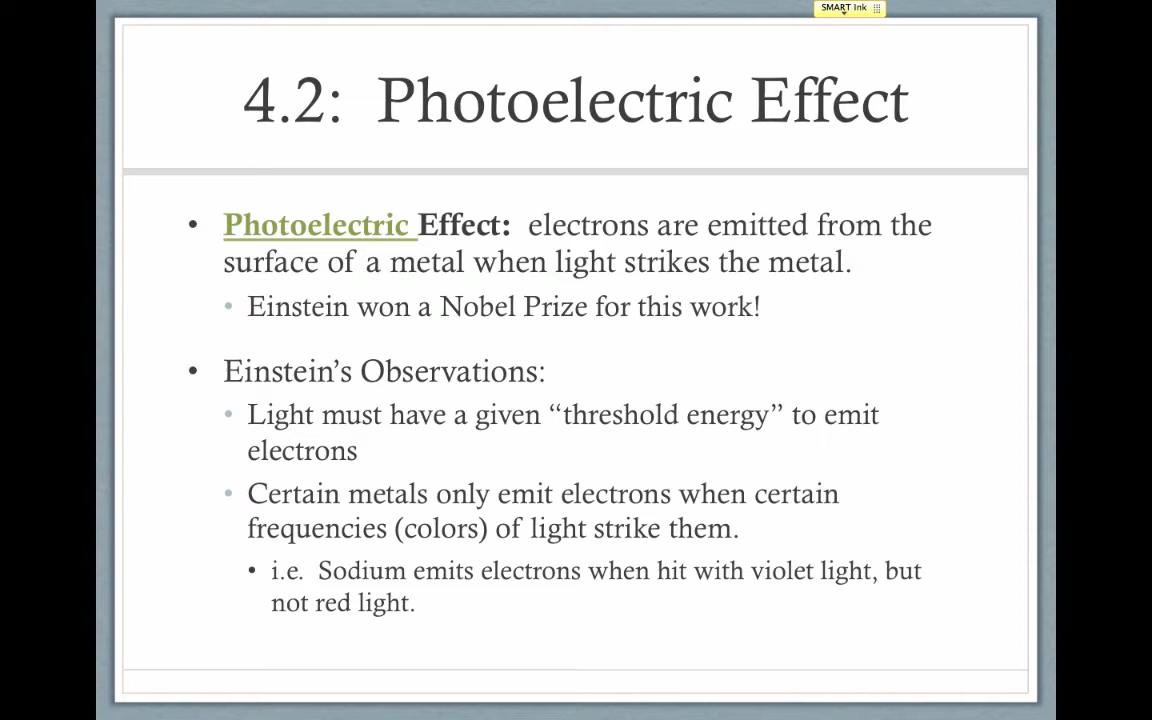 SMART Ink
4.2: Photoelectric Effect
• Photoelectric Effect: electrons are emitted from the
surface of a metal when light strikes the metal.
• Einstein won a Nobel Prize for this work!
• Einstein’s Observations:
• Light must have a given “threshold energy” to emit
electrons
• Certain metals only emit electrons when certain
frequencies (colors) of light strike them.
• i.e. Sodium emits electrons when hit with violet light, but
not red light.